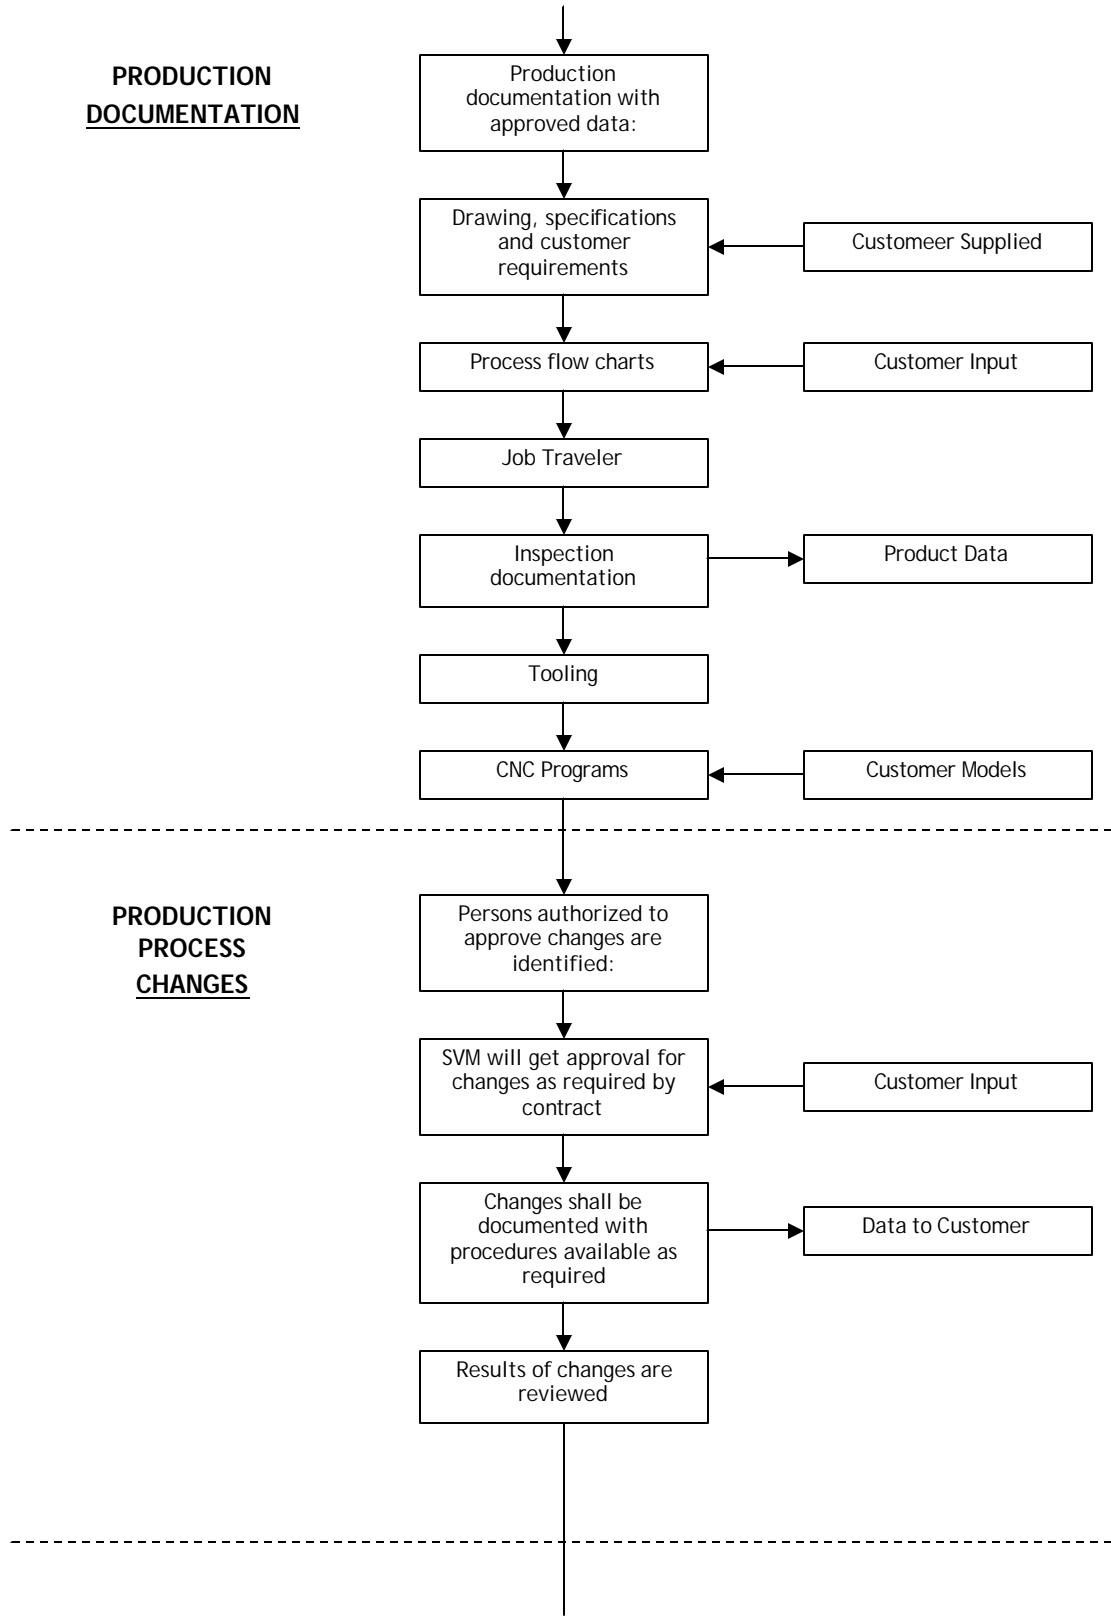 PRODUCTION
DOCUMENTATION
Production
documentation with
approved data:
Drawing, specifications
and customer
requirements
Customeer Supplied
Process flow charts
Customer Input
Job Traveler
Inspection
documentation
Product Data
Tooling
CNC Programs
Customer Models
PRODUCTION
PROCESS
CHANGES
Persons authorized to
approve changes are
identified:
SVM will get approval for
changes as required by
contract
Customer Input
Changes shall be
documented with
procedures available as
required
Data to Customer
Results of changes are
reviewed